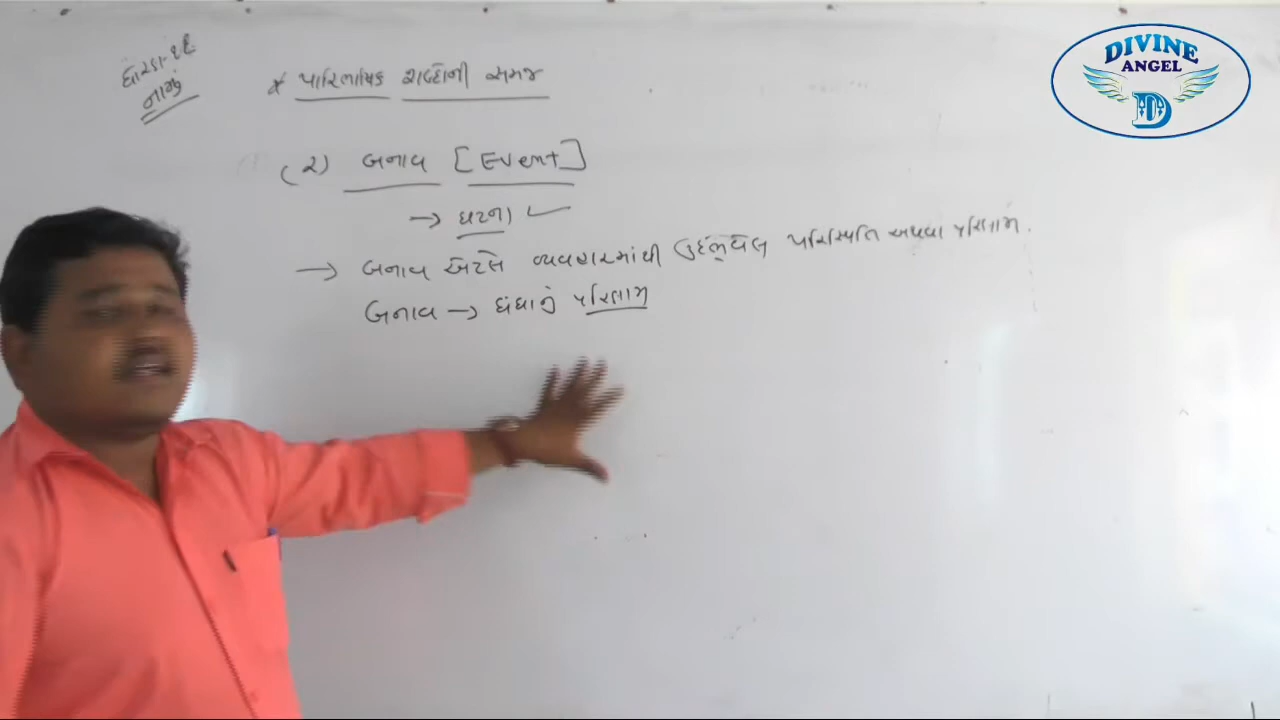 ધોરણ-૧૧
નામું
* પારિભાષિક શબ્દોની સમજ
(૨) બનાવ [Event]
→ ઘટના ✓
→ બનાવ એટલે વ્યવહારમાંથી ઉદ્દભવેલ પરિસ્થિતિ અથવા પરિણામ.
બનાવ → ધંધાનું પરિણામ
DIVINE
ANGEL
D